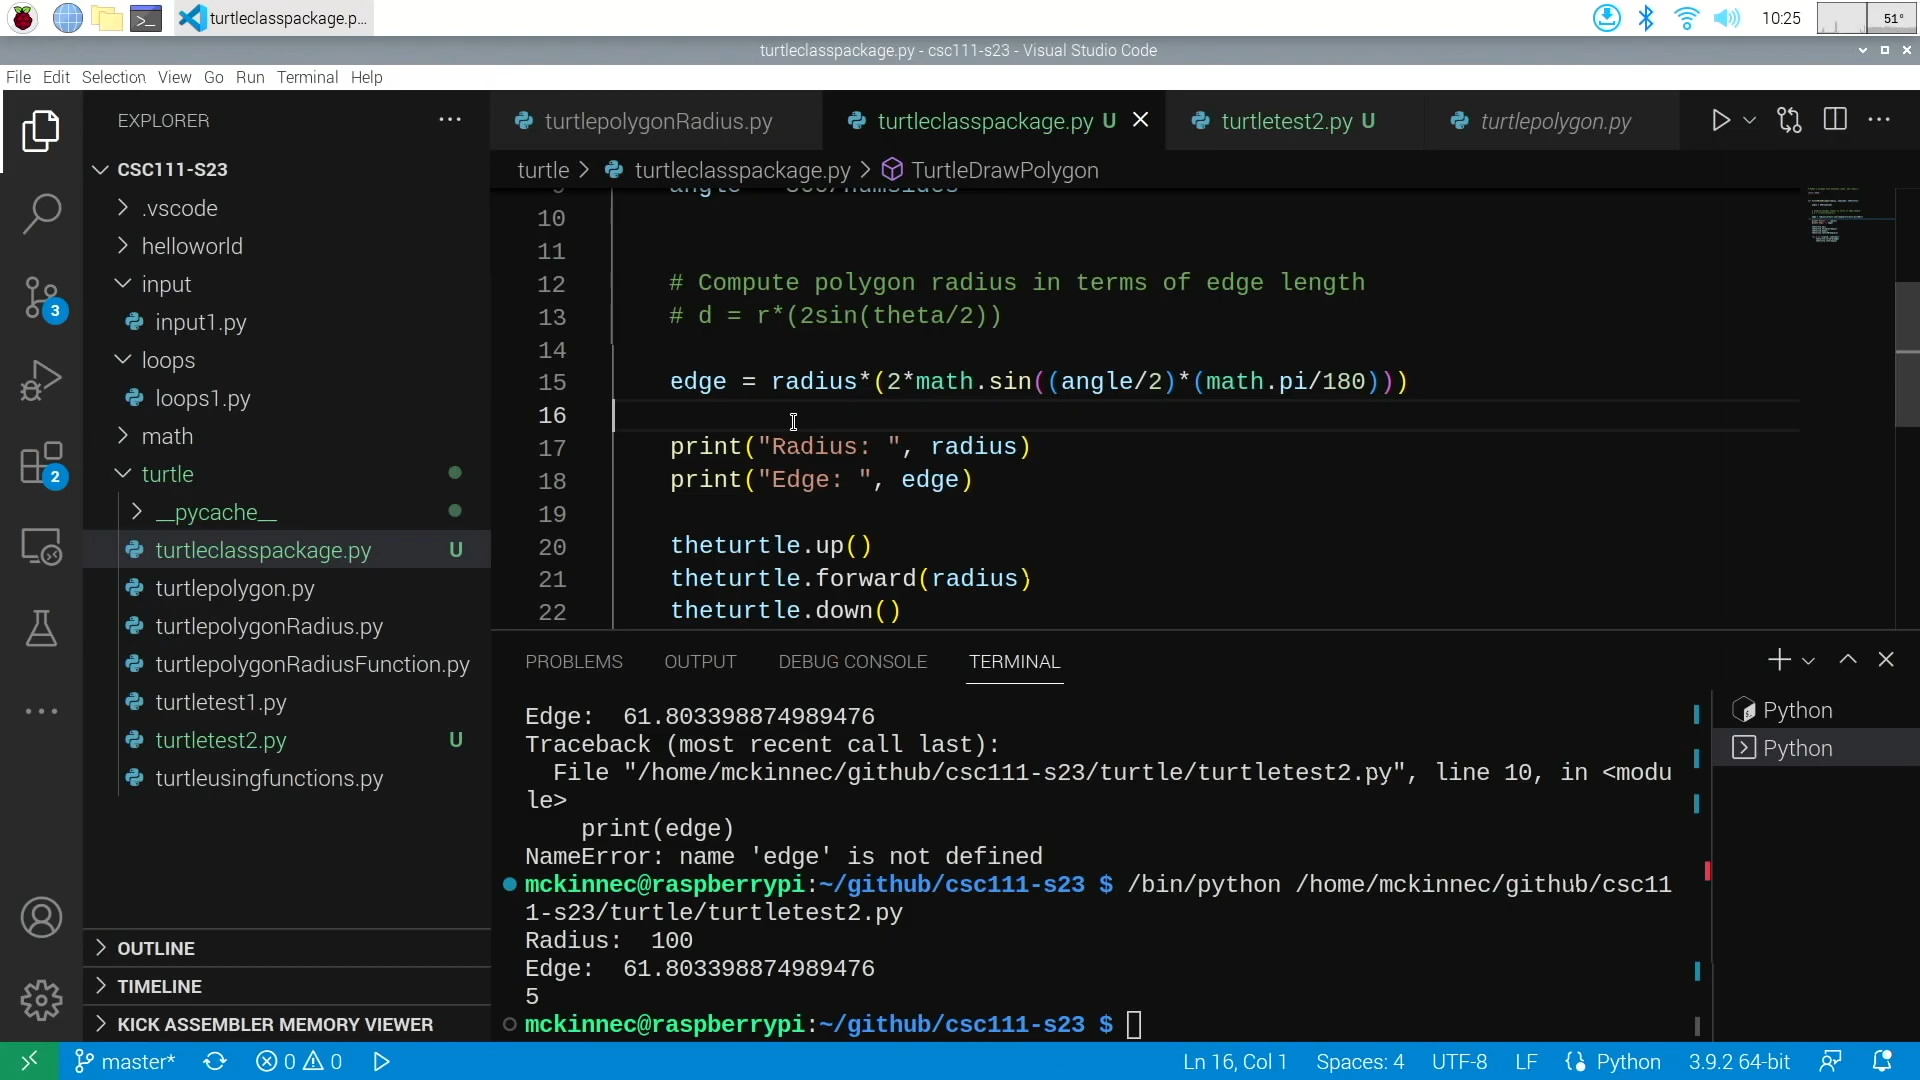 turtleclasspackage.p...
10:25
51°
turtleclasspackage.py - csc111-s23 - Visual Studio Code
File Edit Selection View Go Run Terminal Help
EXPLORER
CSC111-S23
.vscode
helloworld
input
input1.py
loops
loops1.py
math
turtle
__pycache__
turtleclasspackage.py U
turtlepolygon.py
turtlepolygonRadius.py
turtlepolygonRadiusFunction.py
turtletest1.py
turtletest2.py U
turtleusingfunctions.py
OUTLINE
TIMELINE
KICK ASSEMBLER MEMORY VIEWER
3
2
turtlepolygonRadius.py turtleclasspackage.py U turtletest2.py U turtlepolygon.py
turtle > turtleclasspackage.py > TurtleDrawPolygon
9 angle = 360/numsides
10
11
12 # Compute polygon radius in terms of edge length
13 # d = r*(2sin(theta/2))
14
15 edge = radius*(2*math.sin((angle/2)*(math.pi/180)))
16
17 print("Radius: ", radius)
18 print("Edge: ", edge)
19
20 theturtle.up()
21 theturtle.forward(radius)
22 theturtle.down()
PROBLEMS OUTPUT DEBUG CONSOLE TERMINAL
Edge:  61.803398874989476
Traceback (most recent call last):
  File "/home/mckinnec/github/csc111-s23/turtle/turtletest2.py", line 10, in <modu
le>
    print(edge)
NameError: name 'edge' is not defined
mckinnec@raspberrypi:~/github/csc111-s23 $ /bin/python /home/mckinnec/github/csc11
1-s23/turtle/turtletest2.py
Radius:  100
Edge:  61.803398874989476
5
mckinnec@raspberrypi:~/github/csc111-s23 $
Python
Python
master* 0 0 Ln 16, Col 1 Spaces: 4 UTF-8 LF Python 3.9.2 64-bit